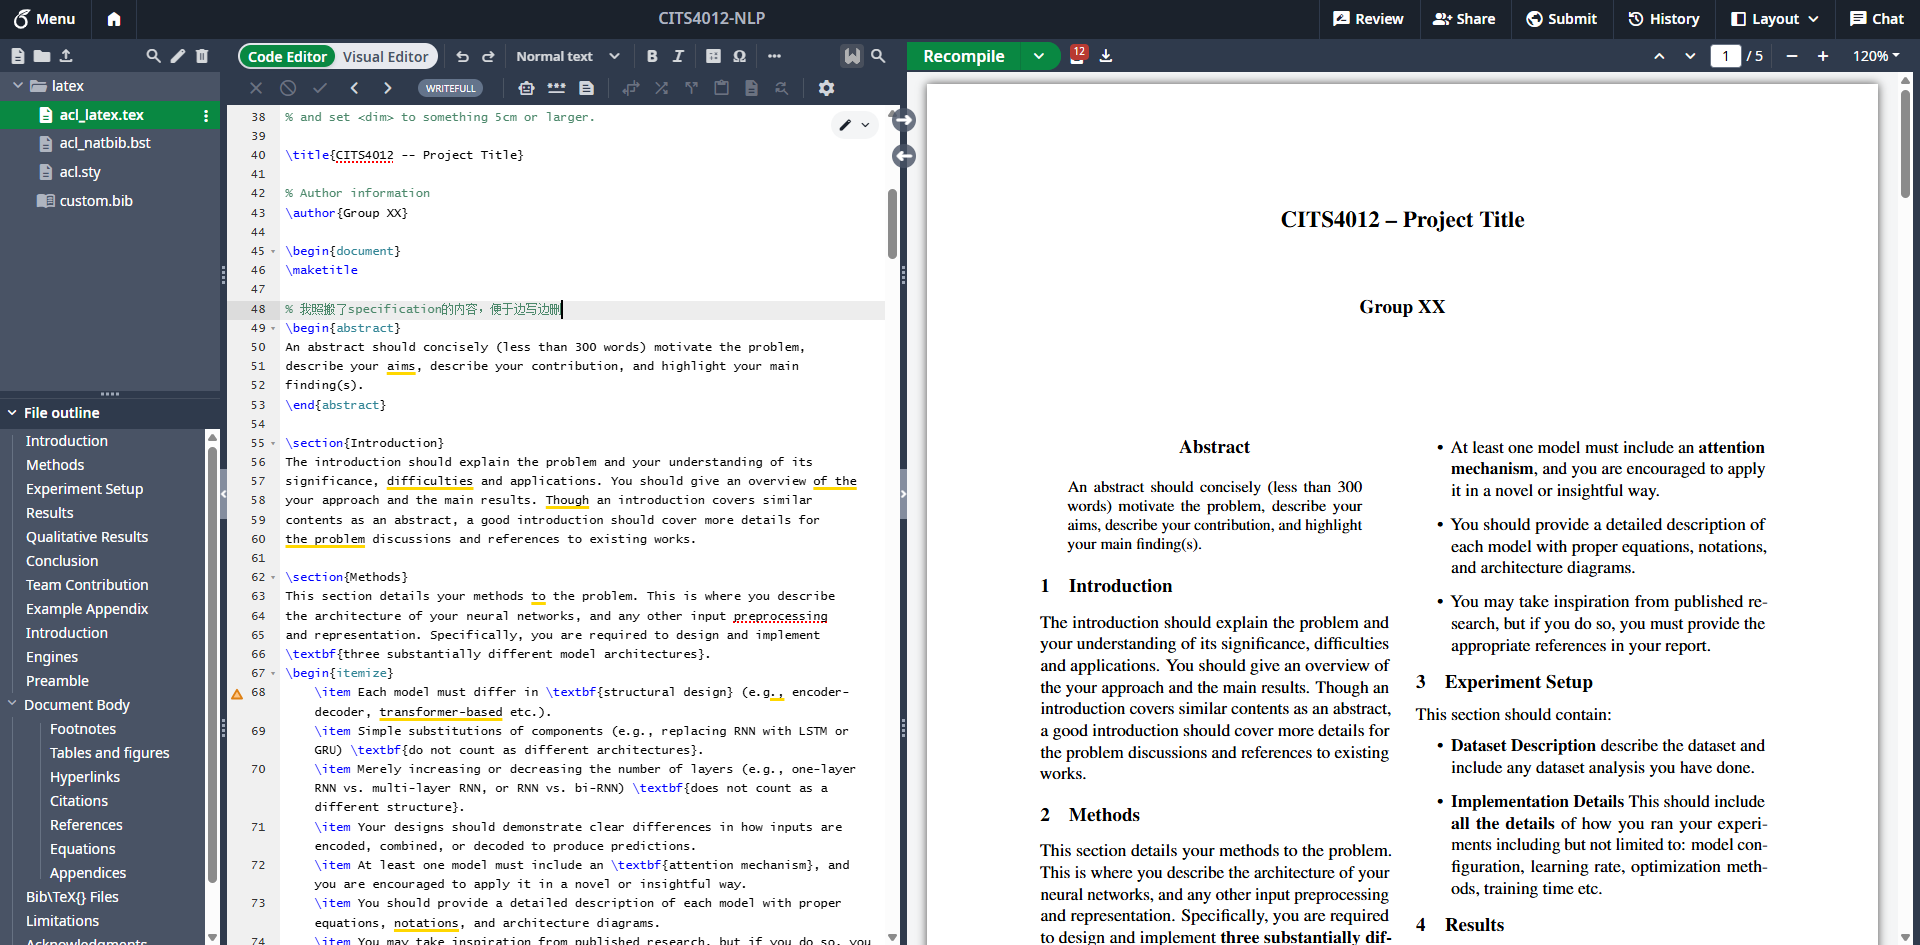 Menu
CITS4012-NLP
Review
Share
Submit
History
Layout
Chat
Code Editor
Visual Editor
Normal text
B
I
Ω
WRITEFULL
Recompile
12
1
/ 5
120%
latex
acl_latex.tex
acl_natbib.bst
acl.sty
custom.bib
File outline
Introduction
Methods
Experiment Setup
Results
Qualitative Results
Conclusion
Team Contribution
Example Appendix
Introduction
Engines
Preamble
Document Body
Footnotes
Tables and figures
Hyperlinks
Citations
References
Equations
Appendices
Bib\TeX{} Files
Limitations
Acknowledgments
38 % and set <dim> to something 5cm or larger.
39
40 \title{CITS4012 -- Project Title}
41
42 % Author information
43 \author{Group XX}
44
45 \begin{document}
46 \maketitle
47
48 % 我照搬了specification的内容，便于边写边删
49 \begin{abstract}
50 An abstract should concisely (less than 300 words) motivate the problem,
51 describe your aims, describe your contribution, and highlight your main
52 finding(s).
53 \end{abstract}
54
55 \section{Introduction}
56 The introduction should explain the problem and your understanding of its
57 significance, difficulties and applications. You should give an overview of the
58 your approach and the main results. Though an introduction covers similar
59 contents as an abstract, a good introduction should cover more details for
60 the problem discussions and references to existing works.
61
62 \section{Methods}
63 This section details your methods to the problem. This is where you describe
64 the architecture of your neural networks, and any other input preprocessing
65 and representation. Specifically, you are required to design and implement
66 \textbf{three substantially different model architectures}.
67 \begin{itemize}
68 \item Each model must differ in \textbf{structural design} (e.g., encoder-
decoder, transformer-based etc.).
69 \item Simple substitutions of components (e.g., replacing RNN with LSTM or
GRU) \textbf{do not count as different architectures}.
70 \item Merely increasing or decreasing the number of layers (e.g., one-layer
RNN vs. multi-layer RNN, or RNN vs. bi-RNN) \textbf{does not count as a
different structure}.
71 \item Your designs should demonstrate clear differences in how inputs are
encoded, combined, or decoded to produce predictions.
72 \item At least one model must include an \textbf{attention mechanism}, and
you are encouraged to apply it in a novel or insightful way.
73 \item You should provide a detailed description of each model with proper
equations, notations, and architecture diagrams.
74 \item You may take inspiration from published research, but if you do so, you
CITS4012 – Project Title
Group XX
Abstract
An abstract should concisely (less than 300
words) motivate the problem, describe your
aims, describe your contribution, and highlight
your main finding(s).
1 Introduction
The introduction should explain the problem and
your understanding of its significance, difficulties
and applications. You should give an overview of
the your approach and the main results. Though an
introduction covers similar contents as an abstract,
a good introduction should cover more details for
the problem discussions and references to existing
works.
2 Methods
This section details your methods to the problem.
This is where you describe the architecture of your
neural networks, and any other input preprocessing
and representation. Specifically, you are required
to design and implement three substantially dif-
• At least one model must include an attention
mechanism, and you are encouraged to apply
it in a novel or insightful way.
• You should provide a detailed description of
each model with proper equations, notations,
and architecture diagrams.
• You may take inspiration from published re-
search, but if you do so, you must provide the
appropriate references in your report.
3 Experiment Setup
This section should contain:
• Dataset Description describe the dataset and
include any dataset analysis you have done.
• Implementation Details This should include
all the details of how you ran your experi-
ments including but not limited to: model con-
figuration, learning rate, optimization meth-
ods, training time etc.
4 Results